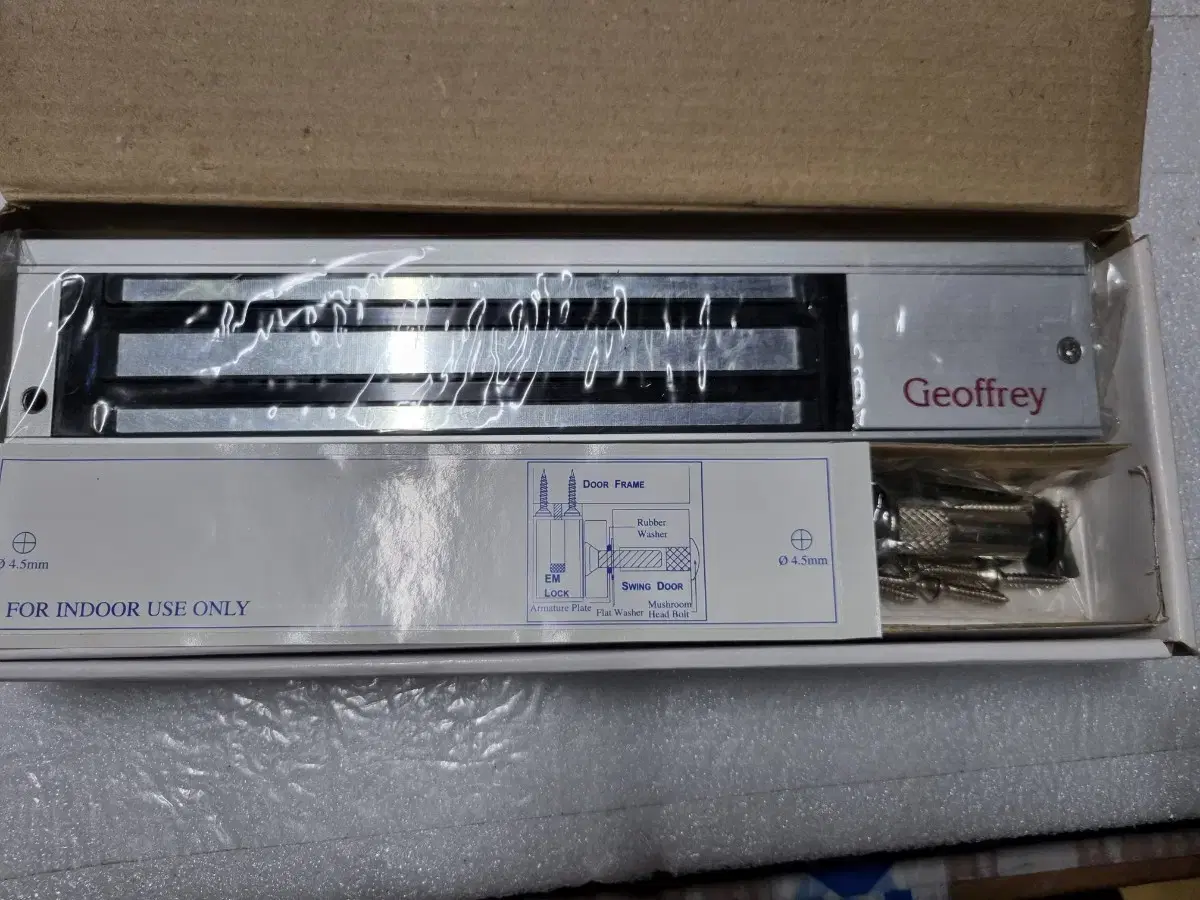 Geoffrey
DOOR FRAME
Rubber
Washer
EM
LOCK
SWING DOOR
Armature Plate
Flat Washer
Mushroom
Head Bolt
Ø 4.5mm
Ø 4.5mm
FOR INDOOR USE ONLY